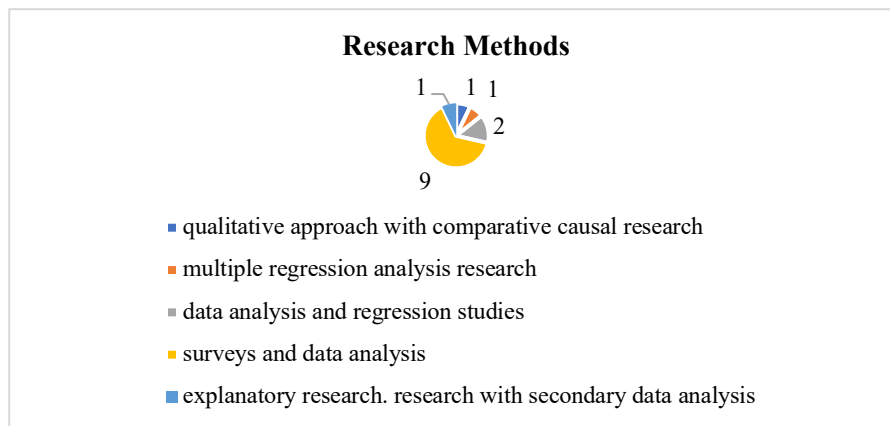 Research Methods
1 1 1
2
9
qualitative approach with comparative causal research
multiple regression analysis research
data analysis and regression studies
surveys and data analysis
explanatory research. research with secondary data analysis